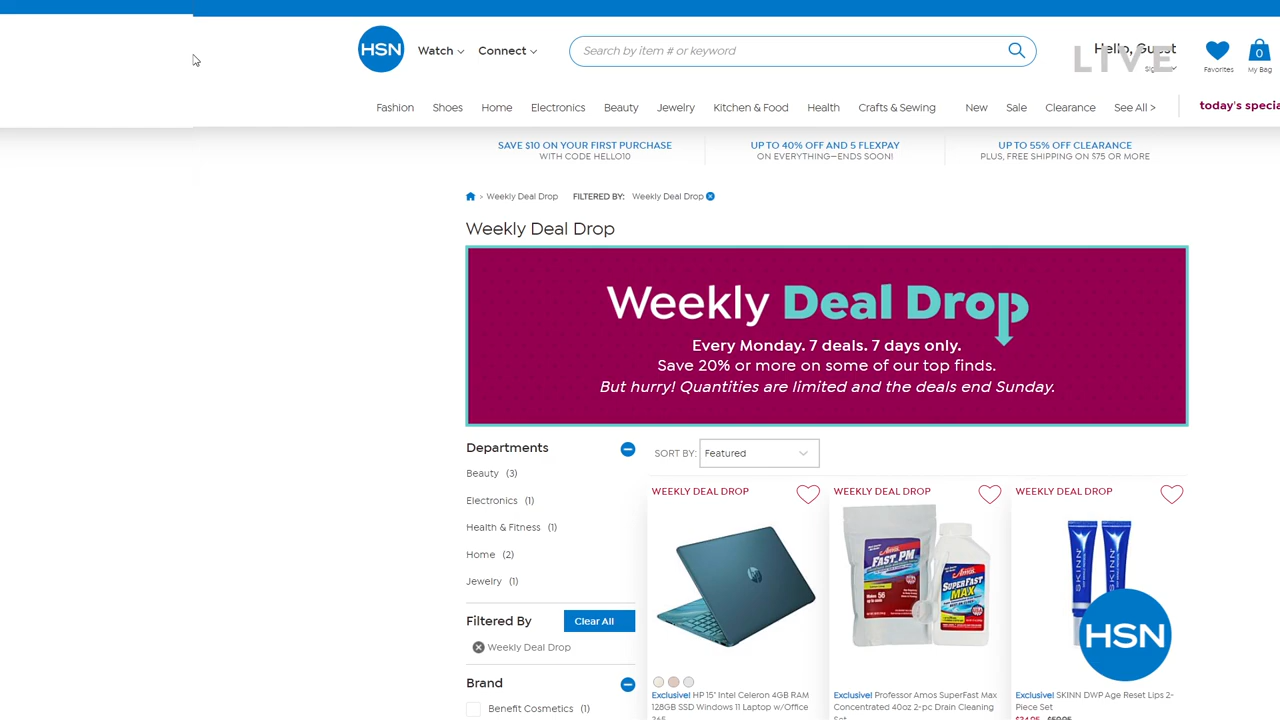 HSN
Watch
Connect
Search by item # or keyword
Hello, Guest
LIVE
Favorites
0
My Bag
Fashion
Shoes
Home
Electronics
Beauty
Jewelry
Kitchen & Food
Health
Crafts & Sewing
New
Sale
Clearance
See All >
today's specia
SAVE $10 ON YOUR FIRST PURCHASE
WITH CODE HELLO10
UP TO 40% OFF AND 5 FLEXPAY
ON EVERYTHING—ENDS SOON!
UP TO 55% OFF CLEARANCE
PLUS, FREE SHIPPING ON $75 OR MORE
> Weekly Deal Drop
FILTERED BY:
Weekly Deal Drop
Weekly Deal Drop
Weekly Deal Drop
Every Monday. 7 deals. 7 days only.
Save 20% or more on some of our top finds.
But hurry! Quantities are limited and the deals end Sunday.
Departments
Beauty (3)
Electronics (1)
Health & Fitness (1)
Home (2)
Jewelry (1)
Filtered By
Clear All
Weekly Deal Drop
Brand
Benefit Cosmetics (1)
SORT BY:
Featured
WEEKLY DEAL DROP
hp
Exclusive! HP 15" Intel Celeron 4GB RAM
128GB SSD Windows 11 Laptop w/Office
365
WEEKLY DEAL DROP
Amos
FAST PM
Amos
SUPERFAST
MAX
Exclusive! Professor Amos SuperFast Max
Concentrated 40oz 2-pc Drain Cleaning
Set
WEEKLY DEAL DROP
SKINN
SKINN
HSN
Exclusive! SKINN DWP Age Reset Lips 2-
Piece Set